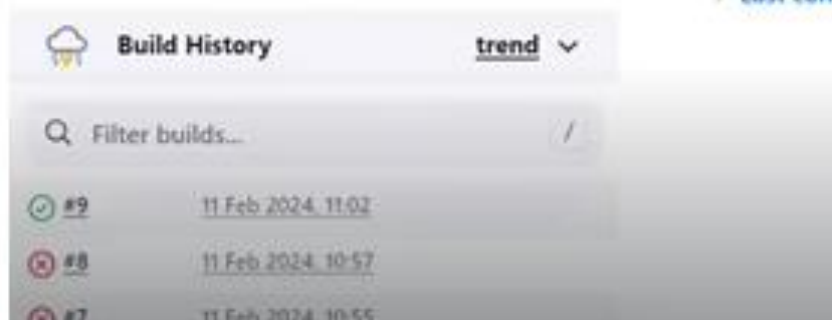 Build History trend
Filter builds... /
#9 11 Feb 2024, 11:02
#8 11 Feb 2024, 10:57
#7 11 Feb 2024, 10:55